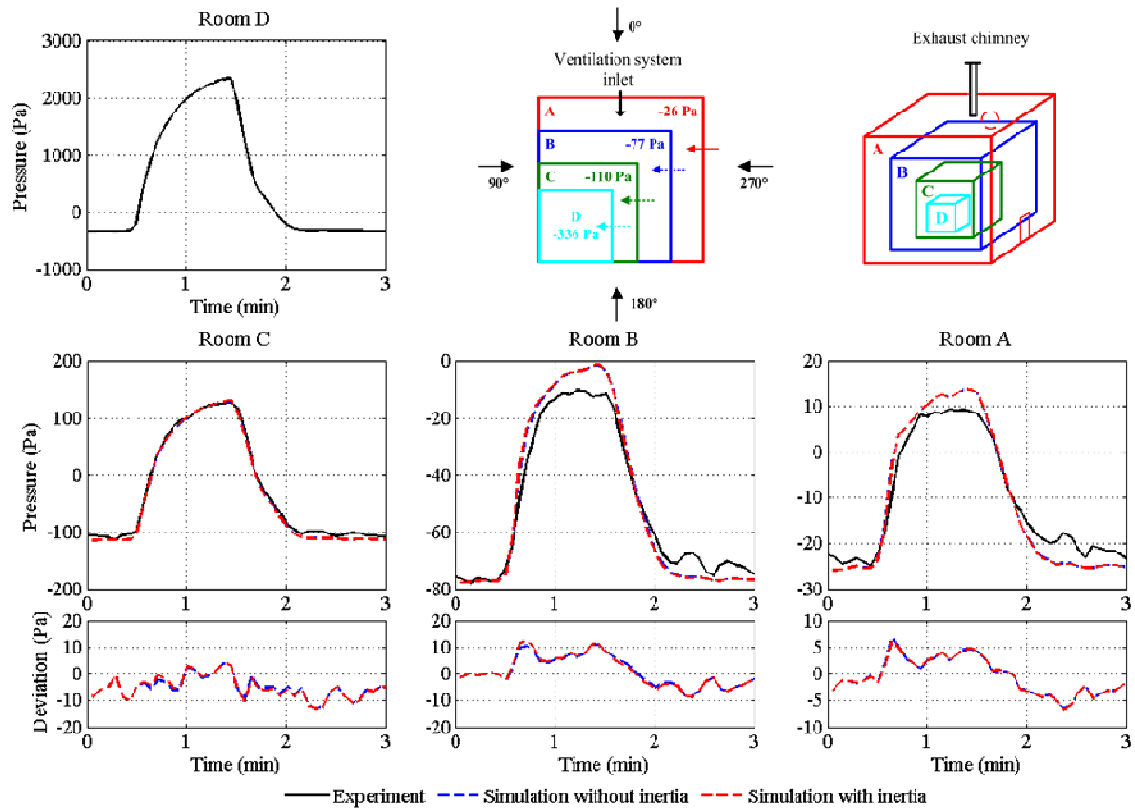 Room D
3000
2000
1000
0
-1000
Pressure (Pa)
0
1
2
3
Time (min)
0°
Ventilation system
inlet
A
-26 Pa
B
-77 Pa
90°
270°
C
-110 Pa
D
-336 Pa
180°
Exhaust chimney
A
B
C
D
Room C
200
100
0
-100
-200
Pressure (Pa)
0
1
2
3
Room B
0
-20
-40
-60
-80
0
1
2
3
Room A
20
10
0
-10
-20
-30
0
1
2
3
Deviation (Pa)
20
10
0
-10
-20
0
1
2
3
Time (min)
20
10
0
-10
-20
0
1
2
3
Time (min)
10
5
0
-5
10
0
1
2
3
Time (min)
Experiment
Simulation without inertia
Simulation with inertia